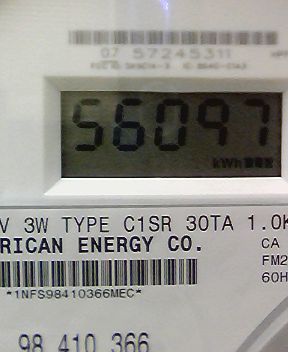 07 57245311
56097
kWh
V 3W TYPE C1SR 30TA 1.0K
RICAN ENERGY CO.
CA
FM2
60H
*1NFS98410366MEC*
98 410 366